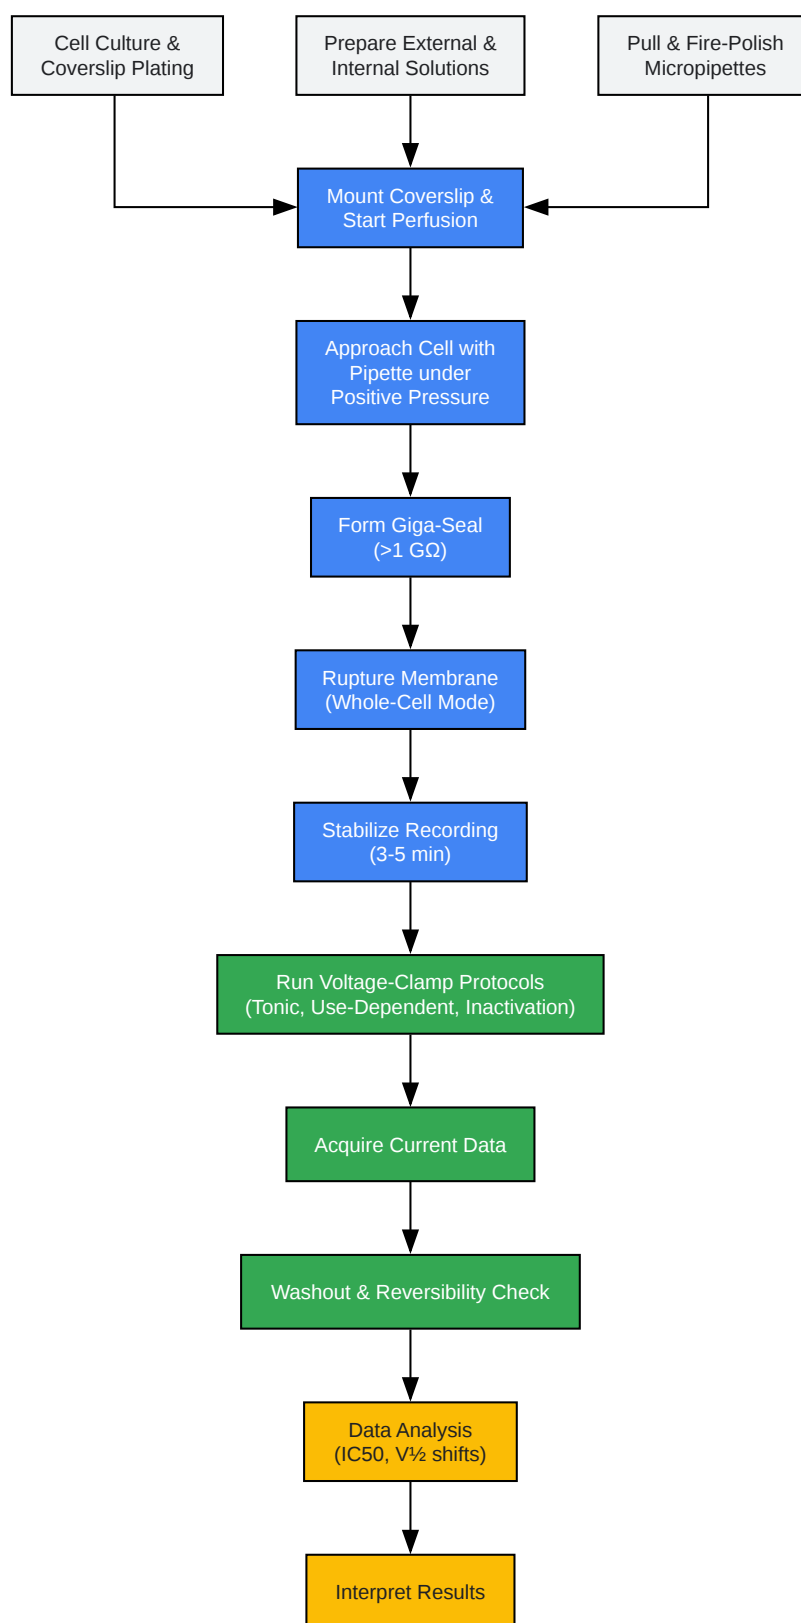 Cell Culture &
Coverslip Plating
Prepare External &
Internal Solutions
Pull & Fire-Polish
Micropipettes
Mount Coverslip &
Start Perfusion
Approach Cell with
Pipette under
Positive Pressure
Form Giga-Seal
(>1 GΩ)
Rupture Membrane
(Whole-Cell Mode)
Stabilize Recording
(3-5 min)
Run Voltage-Clamp Protocols
(Tonic, Use-Dependent, Inactivation)
Acquire Current Data
Washout & Reversibility Check
Data Analysis
(IC50, V½ shifts)
Interpret Results